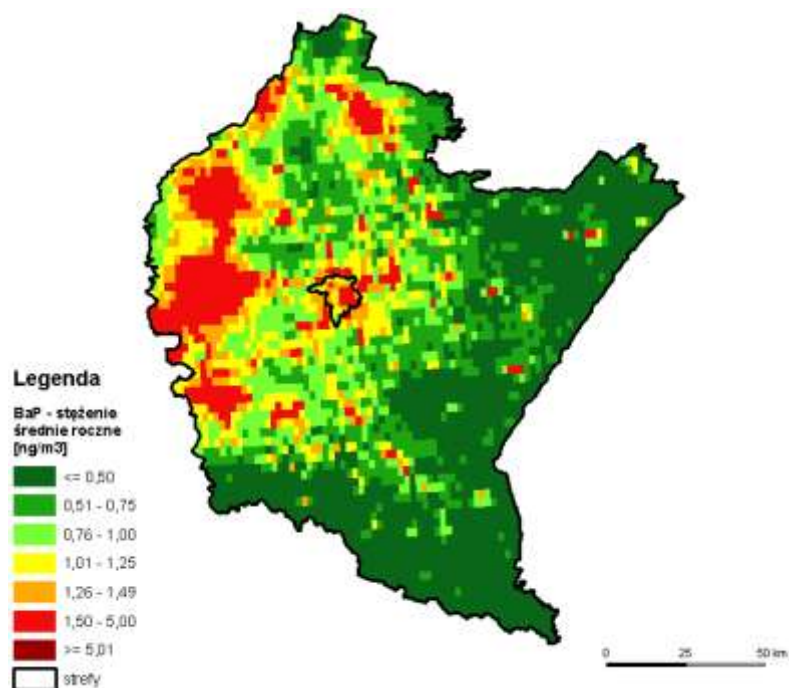 Legenda
BaP - stężenie
średnie roczne
[ng/m3]
<= 0,50
0,51 - 0,75
0,76 - 1,00
1,01 - 1,25
1,26 - 1,49
1,50 - 5,00
>= 5,01
strefy
0 25 50 km